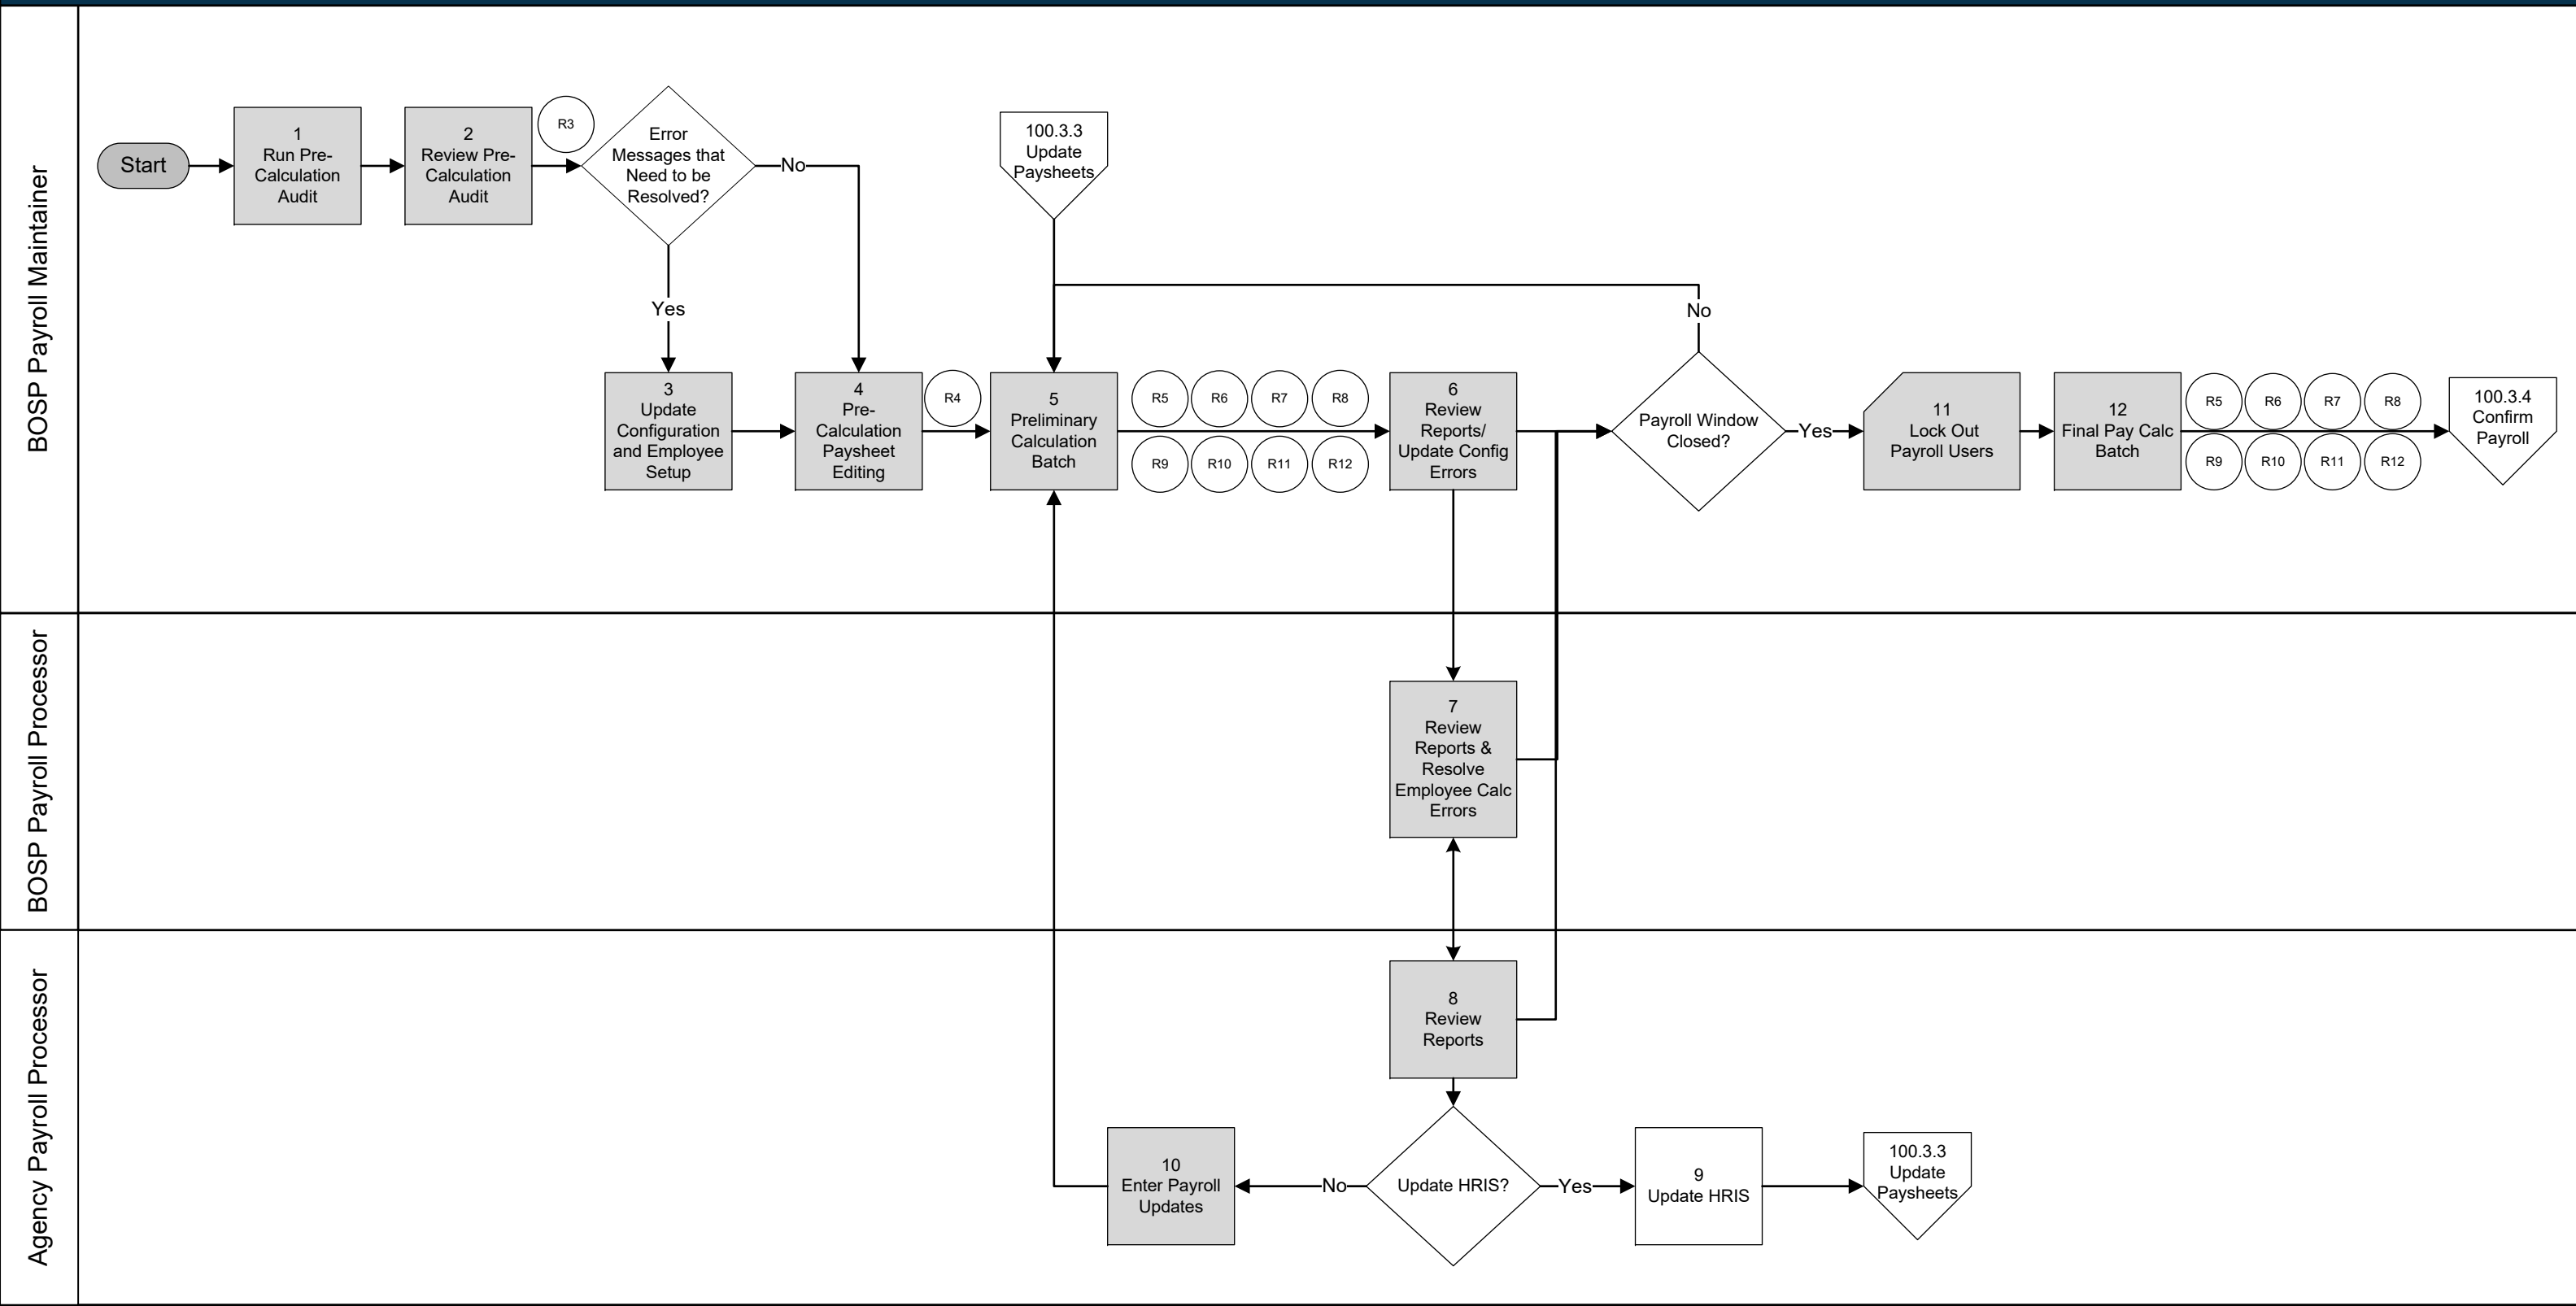 BOSP Payroll Maintainer
Start
1
Run Pre-
Calculation
Audit
2
Review Pre-
Calculation
Audit
R3
Error
Messages that
Need to be
Resolved?
No
Yes
100.3.3
Update
Paysheets
3
Update
Configuration
and Employee
Setup
4
Pre-
Calculation
Paysheet
Editing
R4
5
Preliminary
Calculation
Batch
R5 R6 R7 R8
R9 R10 R11 R12
6
Review
Reports/
Update Config
Errors
No
Payroll Window
Closed?
Yes
11
Lock Out
Payroll Users
12
Final Pay Calc
Batch
R5 R6 R7 R8
R9 R10 R11 R12
100.3.4
Confirm
Payroll
BOSP Payroll Processor
7
Review
Reports &
Resolve
Employee Calc
Errors
Agency Payroll Processor
8
Review
Reports
10
Enter Payroll
Updates
No
Update HRIS?
Yes
9
Update HRIS
100.3.3
Update
Paysheets